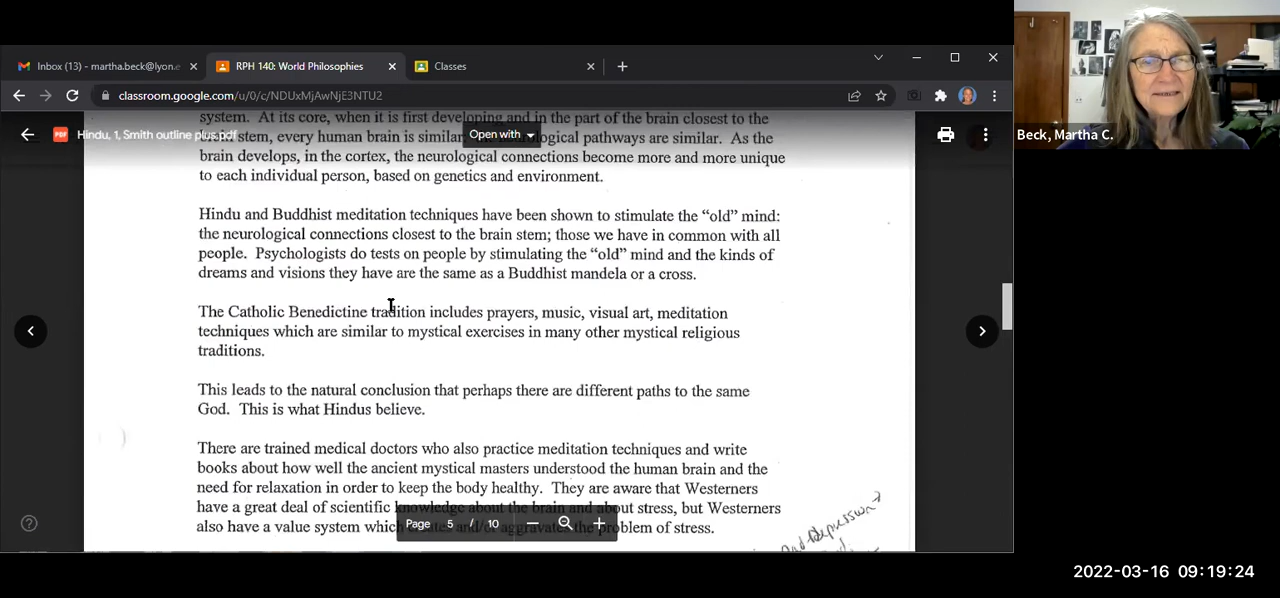 Inbox (13) - martha.beck@lyon.e
RPH 140: World Philosophies
Classes
classroom.google.com/u/0/c/NDUxMjAwNjE3NTU2
Hindu, 1, Smith outline plus.pdf
Open with
Beck, Martha C.
system. At its core, when it is first developing and in the part of the brain closest to the
stem, every human brain is similar pathways are similar. As the
brain develops, in the cortex, the neurological connections become more and more unique
to each individual person, based on genetics and environment.
Hindu and Buddhist meditation techniques have been shown to stimulate the “old” mind:
the neurological connections closest to the brain stem; those we have in common with all
people. Psychologists do tests on people by stimulating the “old” mind and the kinds of
dreams and visions they have are the same as a Buddhist mandela or a cross.
The Catholic Benedictine tradition includes prayers, music, visual art, meditation
techniques which are similar to mystical exercises in many other mystical religious
traditions.
This leads to the natural conclusion that perhaps there are different paths to the same
God. This is what Hindus believe.
There are trained medical doctors who also practice meditation techniques and write
books about how well the ancient mystical masters understood the human brain and the
need for relaxation in order to keep the body healthy. They are aware that Westerners
have a great deal of scientific knowledge about the brain and about stress, but Westerners
also have a value system which and/or aggravates the problem of stress.
Page 5 / 10
2022-03-16 09:19:24